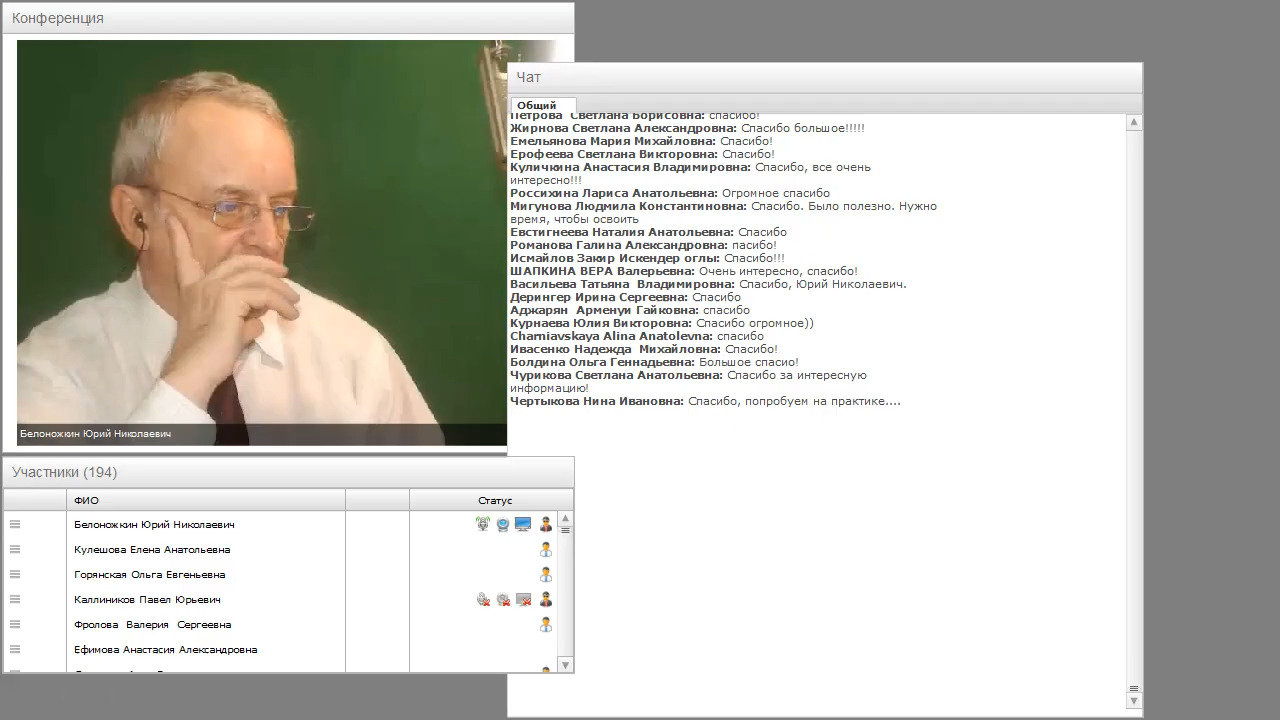 Конференция
Белоножкин Юрий Николаевич
Чат
Общий
Петрова Светлана Борисовна: спасибо!
Жирнова Светлана Александровна: Спасибо большое!!!!!
Емельянова Мария Михайловна: Спасибо!
Ерофеева Светлана Викторовна: Спасибо!
Куличкина Анастасия Владимировна: Спасибо, все очень
интересно!!!
Россихина Лариса Анатольевна: Огромное спасибо
Мигунова Людмила Константиновна: Спасибо. Было полезно. Нужно
время, чтобы освоить
Евстигнеева Наталия Анатольевна: Спасибо
Романова Галина Александровна: пасибо!
Исмайлов Закир Искендер оглы: Спасибо!!!
ШАПКИНА ВЕРА Валерьевна: Очень интересно, спасибо!
Васильева Татьяна Владимировна: Спасибо, Юрий Николаевич.
Дерингер Ирина Сергеевна: Спасибо
Аджарян Арменуи Гайковна: спасибо
Курнаева Юлия Викторовна: Спасибо огромное))
Charniavskaya Alina Anatolevna: спасибо
Ивасенко Надежда Михайловна: Спасибо!
Болдина Ольга Геннадьевна: Большое спасио!
Чурикова Светлана Анатольевна: Спасибо за интересную
информацию!
Чертыкова Нина Ивановна: Спасибо, попробуем на практике....
Участники (194)
ФИО Статус
Белоножкин Юрий Николаевич
Кулешова Елена Анатольевна
Горянская Ольга Евгеньевна
Каллиников Павел Юрьевич
Фролова Валерия Сергеевна
Ефимова Анастасия Александровна